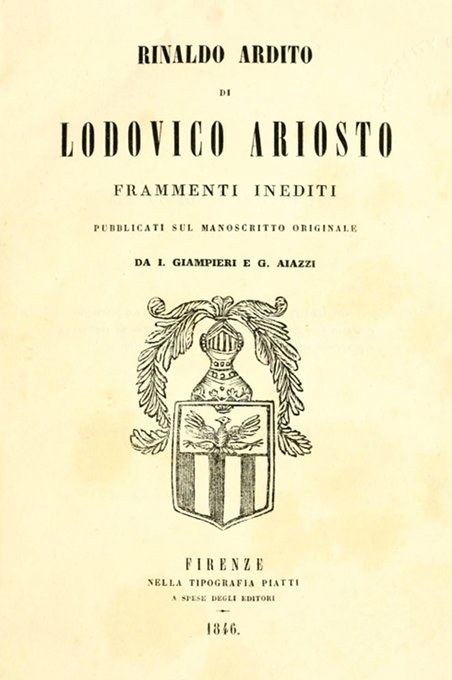 RINALDO ARDITO
DI
LODOVICO ARIOSTO
FRAMMENTI INEDITI
PUBBLICATI SUL MANOSCRITTO ORIGINALE
DA I. GIAMPIERI E G. AIAZZI
FIRENZE
NELLA TIPOGRAFIA PIATTI
A SPESE DEGLI EDITORI
1846.